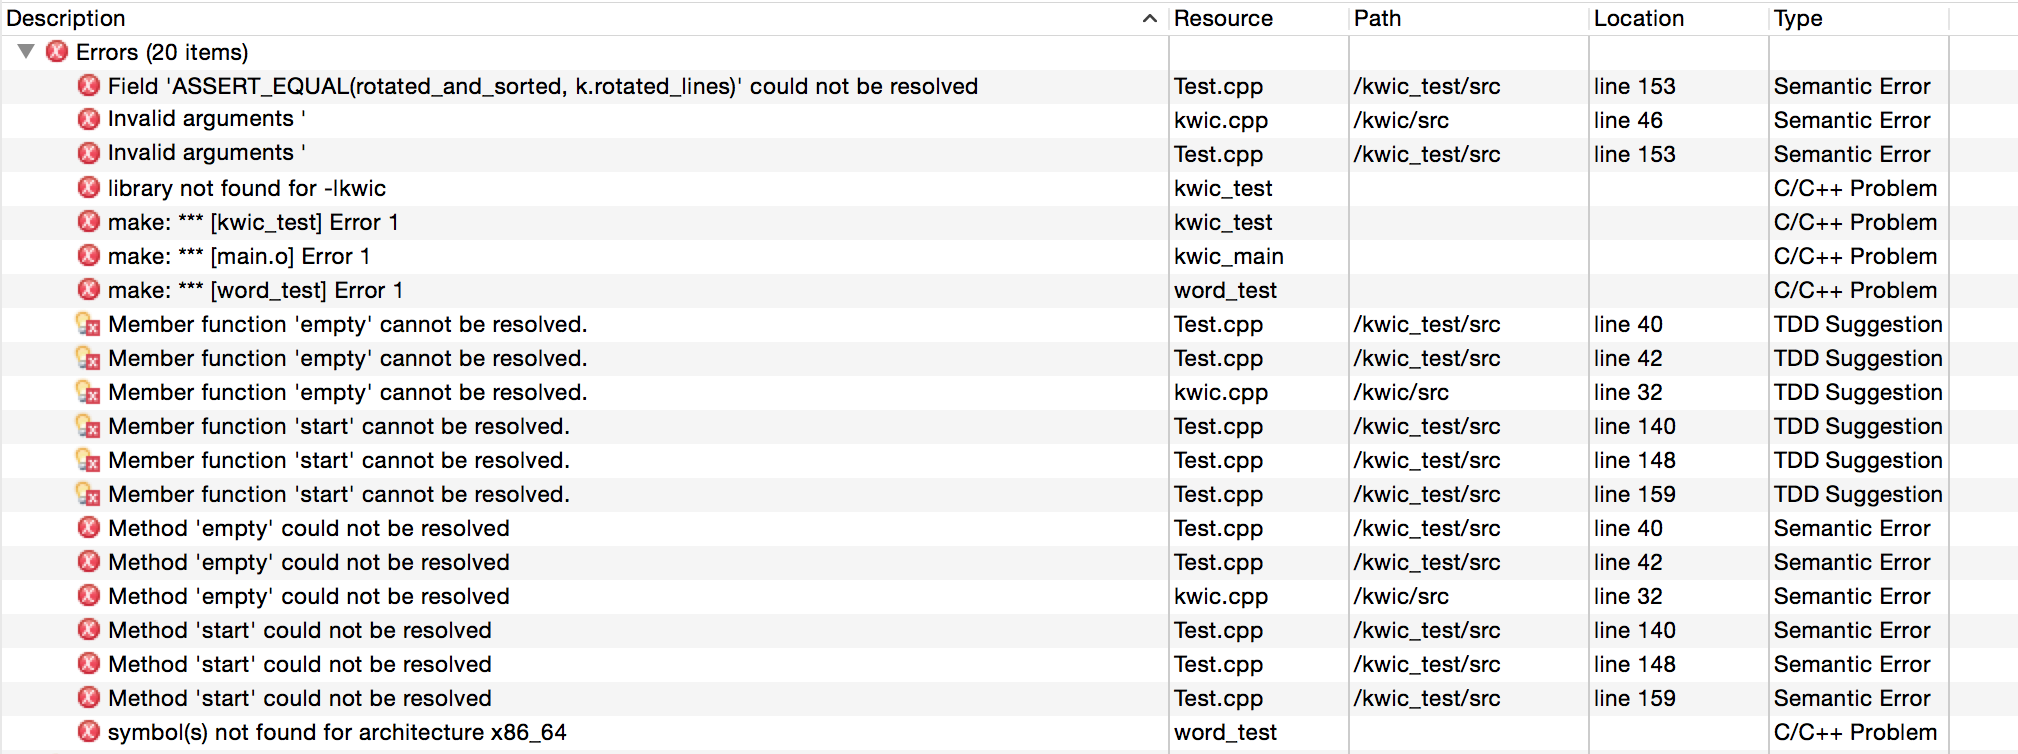 Description Resource Path Location Type
Errors (20 items)
Field 'ASSERT_EQUAL(rotated_and_sorted, k.rotated_lines)' could not be resolved Test.cpp /kwic_test/src line 153 Semantic Error
Invalid arguments ' kwic.cpp /kwic/src line 46 Semantic Error
Invalid arguments ' Test.cpp /kwic_test/src line 153 Semantic Error
library not found for -lkwic kwic_test C/C++ Problem
make: *** [kwic_test] Error 1 kwic_test C/C++ Problem
make: *** [main.o] Error 1 kwic_main C/C++ Problem
make: *** [word_test] Error 1 word_test C/C++ Problem
Member function 'empty' cannot be resolved. Test.cpp /kwic_test/src line 40 TDD Suggestion
Member function 'empty' cannot be resolved. Test.cpp /kwic_test/src line 42 TDD Suggestion
Member function 'empty' cannot be resolved. kwic.cpp /kwic/src line 32 TDD Suggestion
Member function 'start' cannot be resolved. Test.cpp /kwic_test/src line 140 TDD Suggestion
Member function 'start' cannot be resolved. Test.cpp /kwic_test/src line 148 TDD Suggestion
Member function 'start' cannot be resolved. Test.cpp /kwic_test/src line 159 TDD Suggestion
Method 'empty' could not be resolved Test.cpp /kwic_test/src line 40 Semantic Error
Method 'empty' could not be resolved Test.cpp /kwic_test/src line 42 Semantic Error
Method 'empty' could not be resolved kwic.cpp /kwic/src line 32 Semantic Error
Method 'start' could not be resolved Test.cpp /kwic_test/src line 140 Semantic Error
Method 'start' could not be resolved Test.cpp /kwic_test/src line 148 Semantic Error
Method 'start' could not be resolved Test.cpp /kwic_test/src line 159 Semantic Error
symbol(s) not found for architecture x86_64 word_test C/C++ Problem